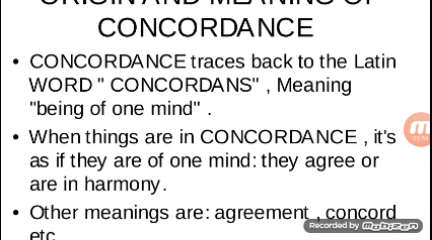 ORIGIN AND MEANING OF
CONCORDANCE
• CONCORDANCE traces back to the Latin
WORD " CONCORDANS" , Meaning
"being of one mind" .
• When things are in CONCORDANCE , it's
as if they are of one mind: they agree or
are in harmony.
• Other meanings are: agreement , concord
etc
Recorded by mobizen